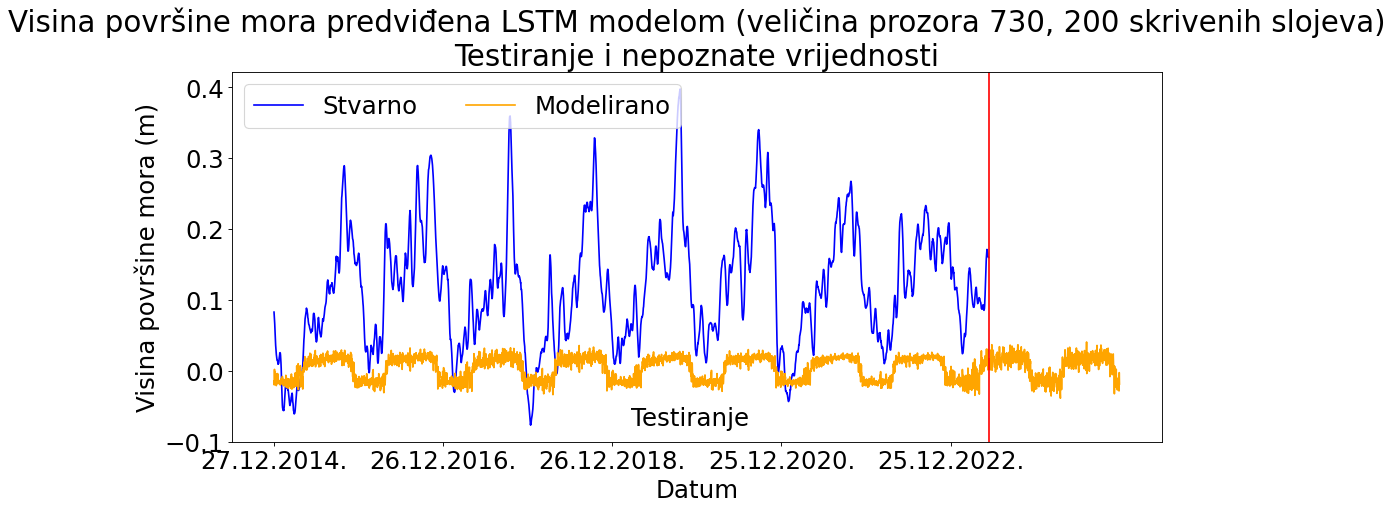 Visina površine mora predviđena LSTM modelom (veličina prozora 730, 200 skrivenih slojeva)
Testiranje i nepoznate vrijednosti
Stvarno
Modelirano
Visina površine mora (m)
0.4
0.3
0.2
0.1
0.0
−0.1
Testiranje
27.12.2014.
26.12.2016.
26.12.2018.
25.12.2020.
25.12.2022.
Datum